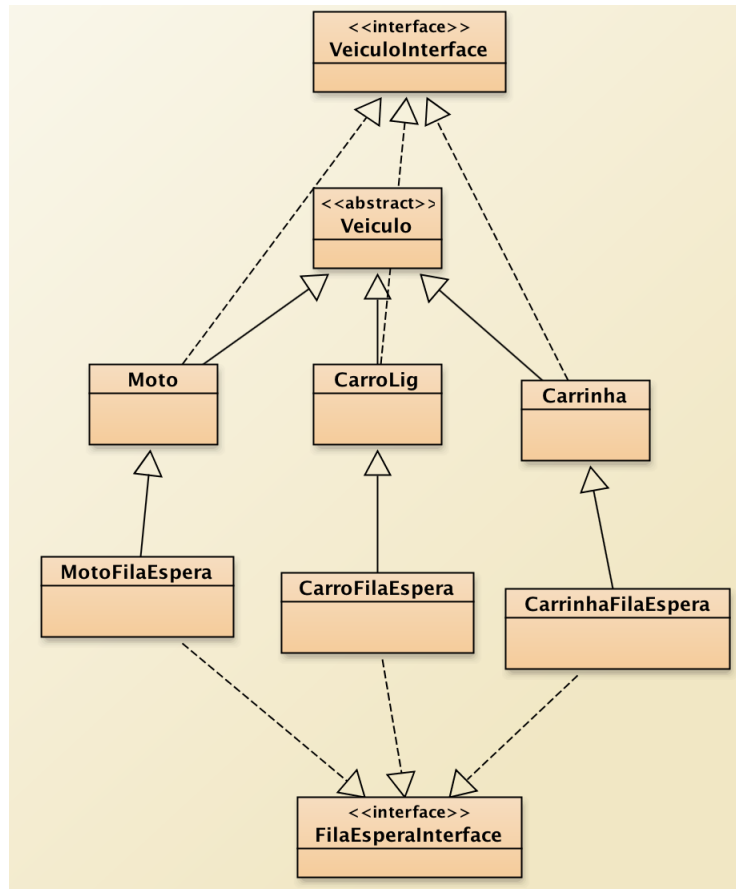 <<interface>>
VeiculoInterface
<<abstract>>
Veiculo
Moto
CarroLig
Carrinha
MotoFilaEspera
CarroFilaEspera
CarrinhaFilaEspera
<<interface>>
FilaEsperaInterface